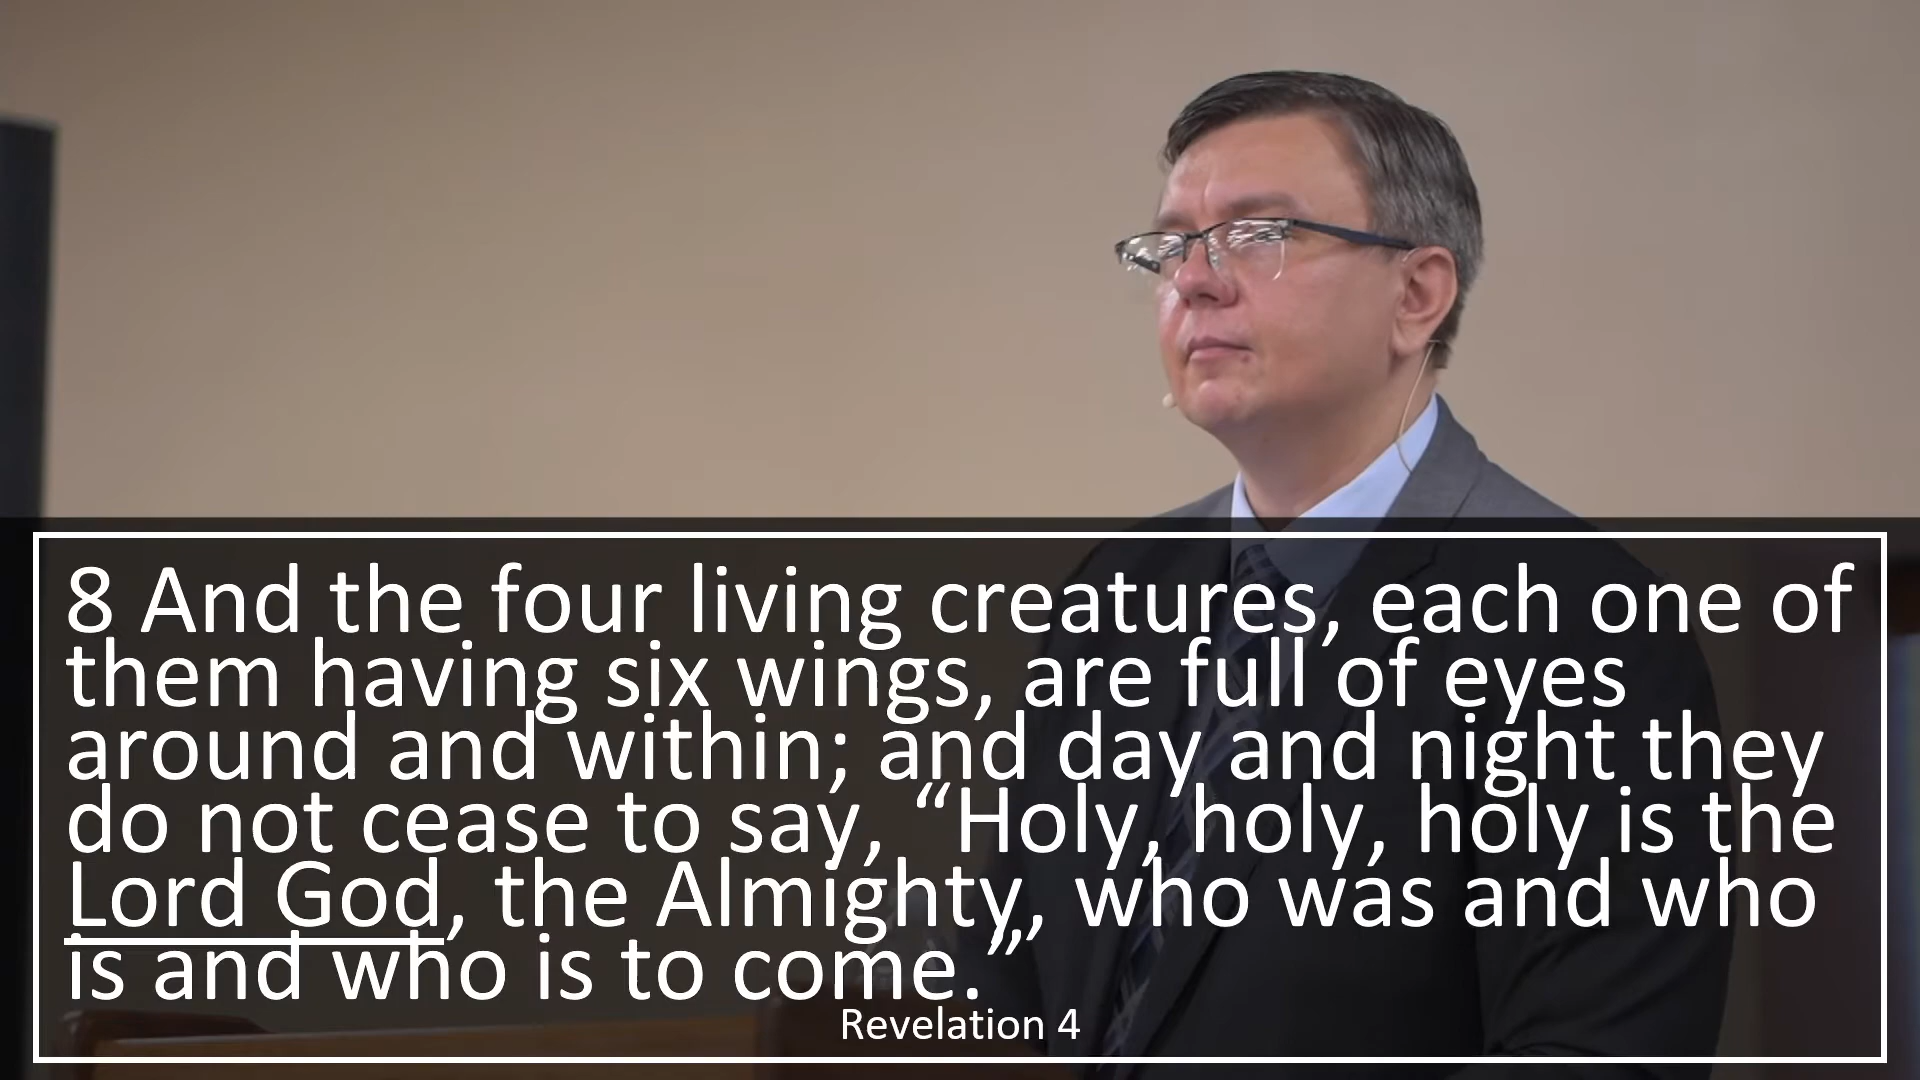 8 And the four living creatures, each one of
them having six wings, are full of eyes
around and within; and day and night they
do not cease to say, “Holy, holy, holy is the
Lord God, the Almighty, who was and who
is and who is to come.”
Revelation 4